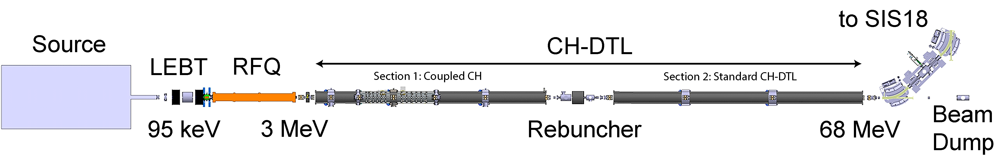 to SIS18
Source
CH-DTL
LEBT
RFQ
Section 1: Coupled CH
Section 2: Standard CH-DTL
95 keV
3 MeV
Rebuncher
68 MeV
Beam
Dump